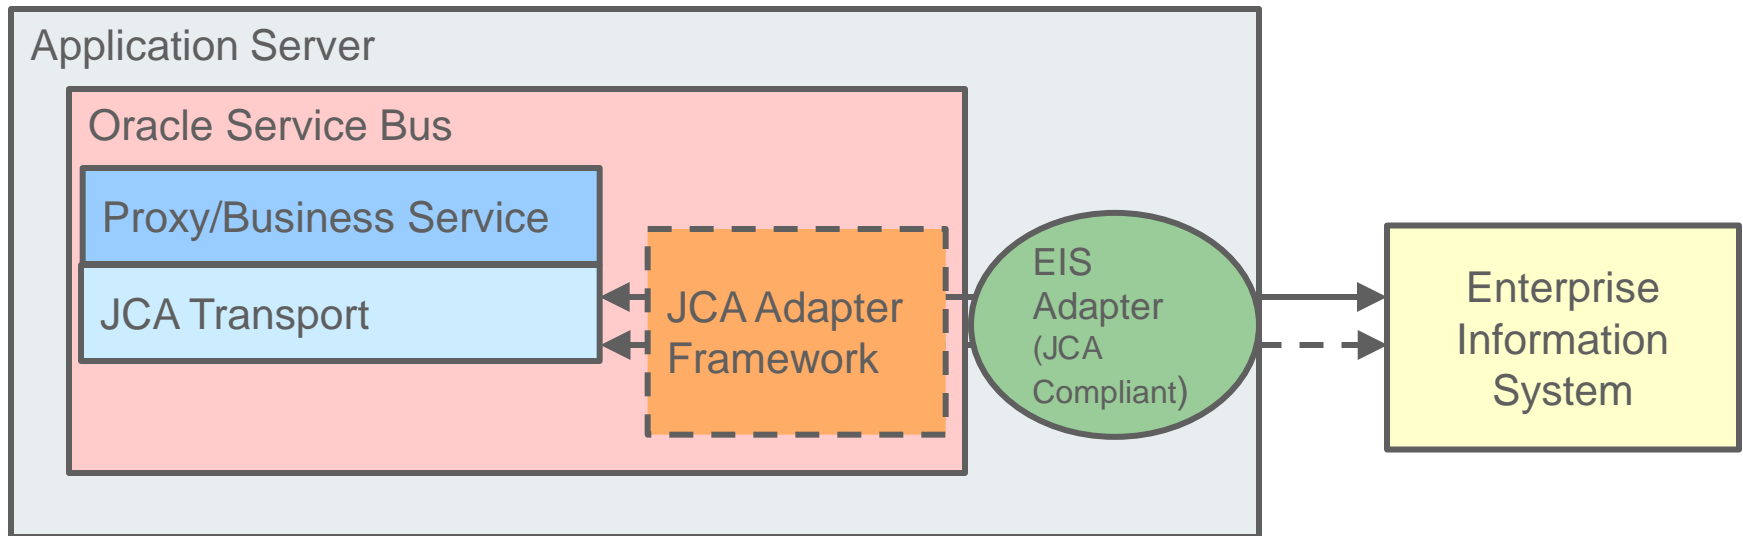 Application Server
Oracle Service Bus
Proxy/Business Service
JCA Transport
JCA Adapter
Framework
EIS
Adapter
(JCA
Compliant)
Enterprise
Information
System